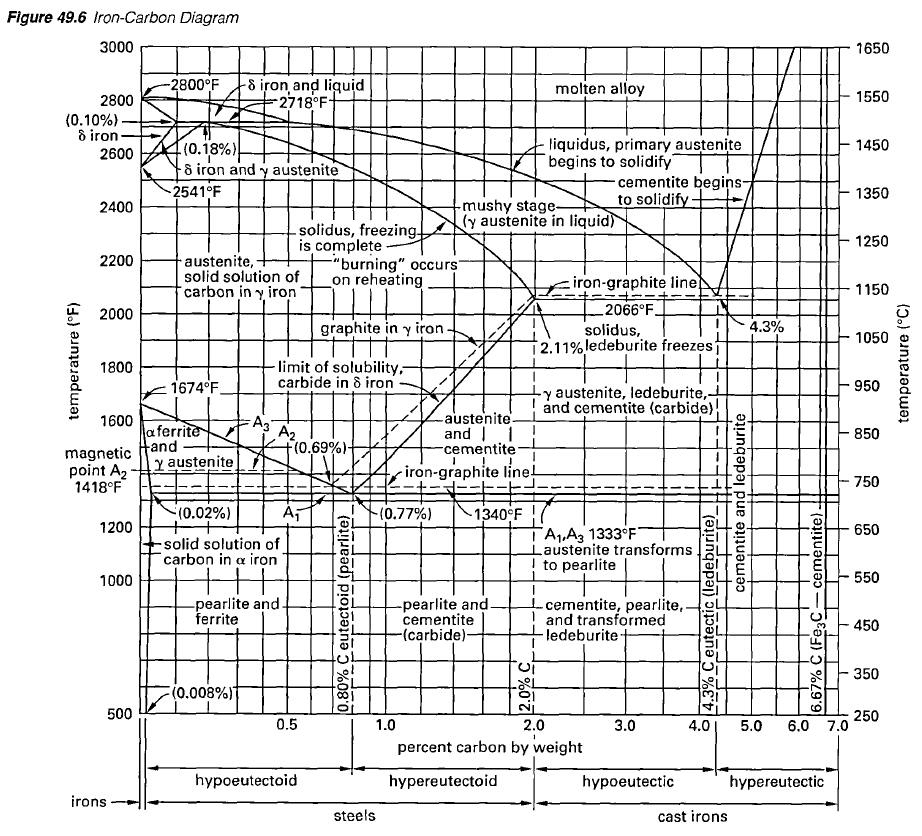 Figure 49.6 Iron-Carbon Diagram
3000
2800
2600
2400
2200
2000
1800
1600
1200
1000
500
temperature (°F)
1650
1550
1450
1350
1250
1150
1050
950
850
750
650
550
450
350
250
temperature (°C)
2800°F
δ iron and liquid
2718°F
molten alloy
(0.10%)
δ iron
(0.18%)
δ iron and γ austenite
2541°F
liquidus, primary austenite
begins to solidify
cementite begins
to solidify
mushy stage
(γ austenite in liquid)
solidus, freezing
is complete
austenite,
solid solution of
carbon in γ iron
"burning" occurs
on reheating
iron-graphite line
2066°F
4.3%
graphite in γ iron
solidus,
2.11% ledeburite freezes
limit of solubility,
carbide in δ iron
1674°F
γ austenite, ledeburite,
and cementite (carbide)
A3
A2
α ferrite
and
γ austenite
(0.69%)
austenite
and
cementite
magnetic
point A2
1418°F
iron-graphite line
(0.02%)
A1
(0.77%)
1340°F
A1,A3 1333°F
austenite transforms
to pearlite
solid solution of
carbon in α iron
pearlite and
ferrite
pearlite and
cementite
(carbide)
cementite, pearlite,
and transformed
ledeburite
(0.008%)
0.80% C eutectoid (pearlite)
2.0% C
4.3% C eutectic (ledeburite)
cementite and ledeburite
6.67% C (Fe3C — cementite)
0.5
1.0
2.0
3.0
4.0
5.0
6.0
7.0
percent carbon by weight
hypoeutectoid
hypereutectoid
hypoeutectic
hypereutectic
irons
steels
cast irons